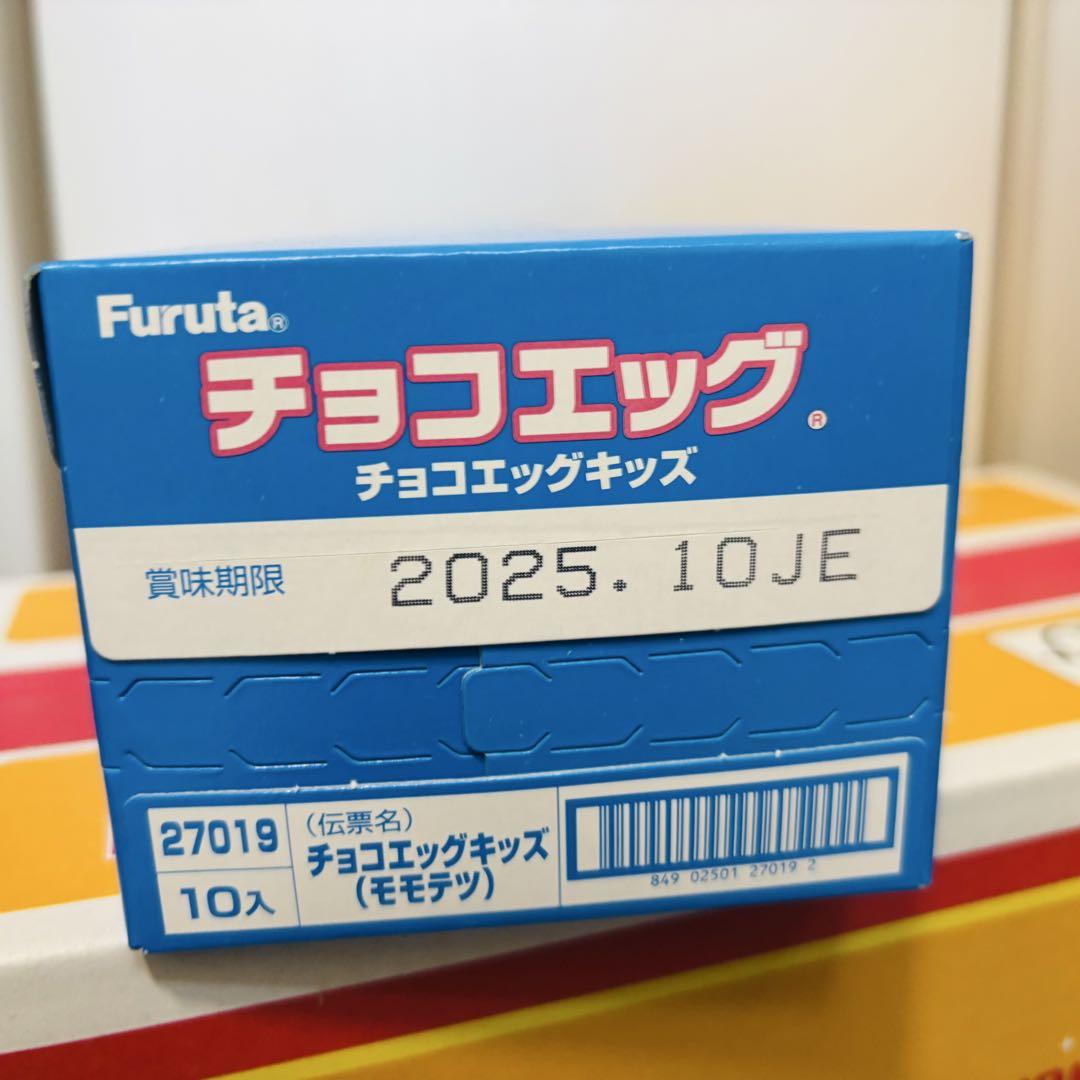 Furuta®
チョコエッグ®
チョコエッグキッズ
賞味期限 2025.10JE
27019
10入
(伝票名)
チョコエッグキッズ
(モモテツ)
849 02501 27019 2